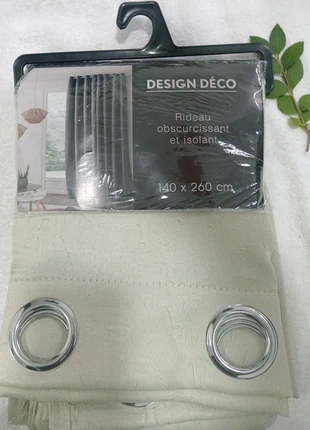 DESIGN DÉCO
Rideau
obscurcissant
et isolant
140 x 260 cm